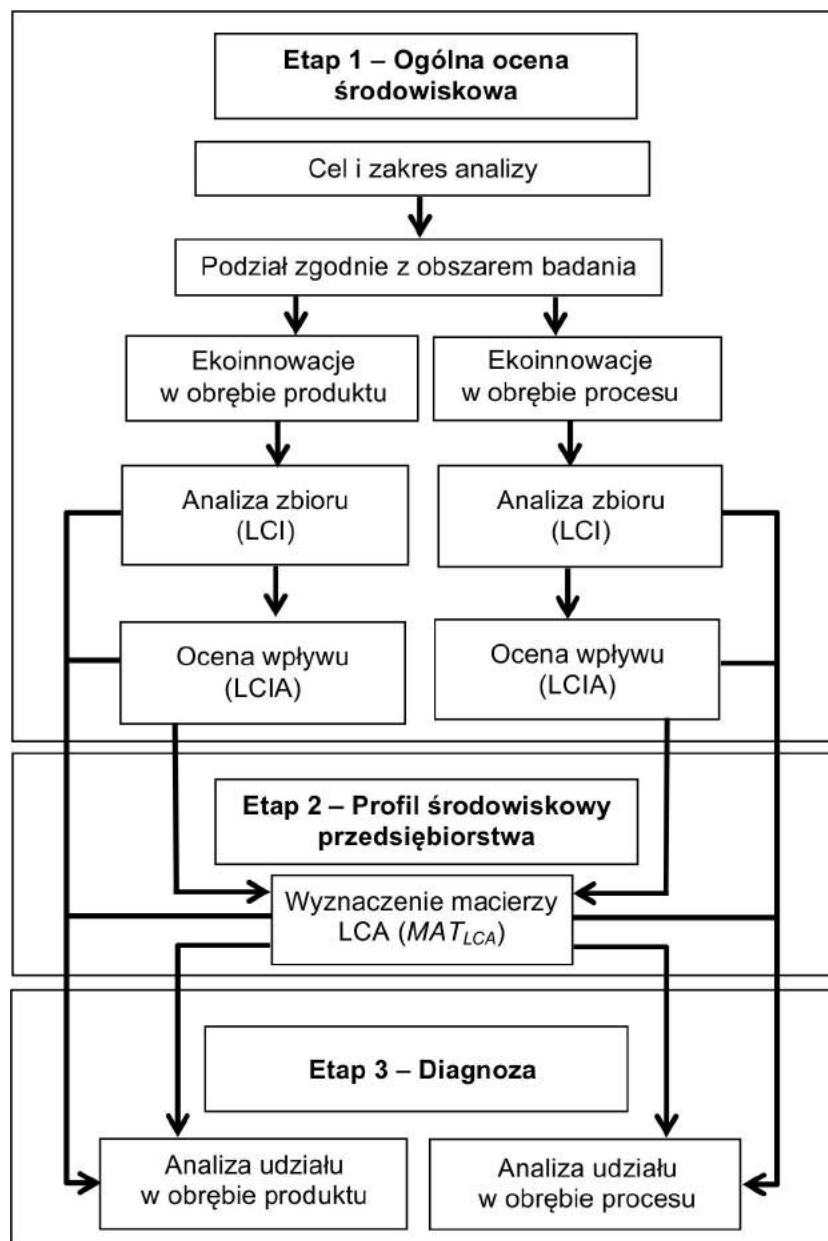 Etap 1 – Ogólna ocena
środowiskowa
Cel i zakres analizy
Podział zgodnie z obszarem badania
Ekoinnowacje
w obrębie produktu
Ekoinnowacje
w obrębie procesu
Analiza zbioru
(LCI)
Analiza zbioru
(LCI)
Ocena wpływu
(LCIA)
Ocena wpływu
(LCIA)
Etap 2 – Profil środowiskowy
przedsiębiorstwa
Wyznaczenie macierzy
LCA (MAT_LCA)
Etap 3 – Diagnoza
Analiza udziału
w obrębie produktu
Analiza udziału
w obrębie procesu